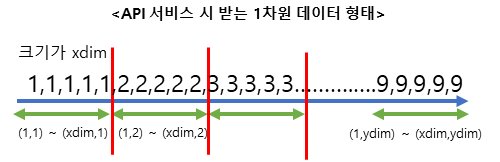 <API 서비스 시 받는 1차원 데이터 형태>
크기가 xdim
1,1,1,1,1,2,2,2,2,2,3,3,3,3,3..............9,9,9,9,9
(1,1) ~ (xdim,1) (1,2) ~ (xdim,2) (1,ydim) ~ (xdim,ydim)